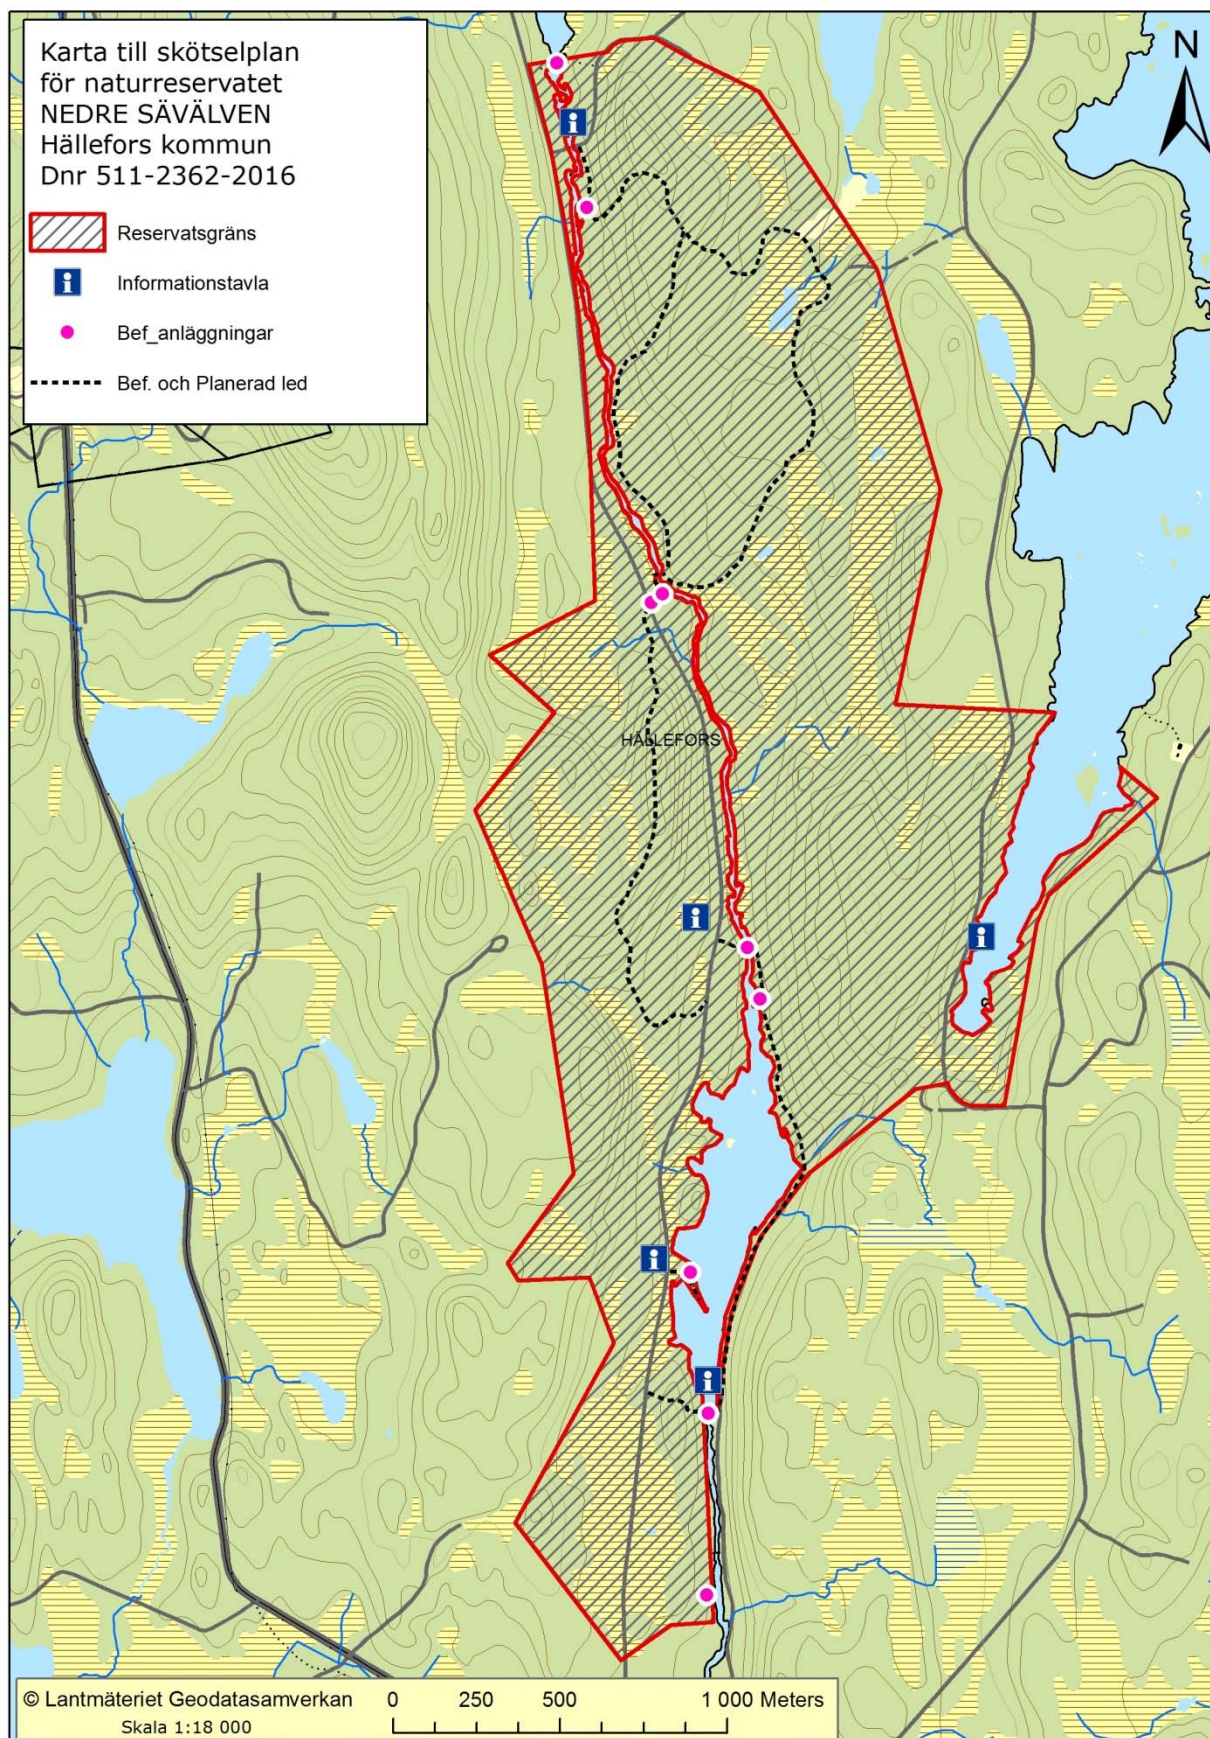 Karta till skötselplan
för naturreservatet
NEDRE SÄVÄLVEN
Hällefors kommun
Dnr 511-2362-2016
Reservatsgräns
i Informationstavla
Bef_anläggningar
Bef. och Planerad led
N
i
HÄLLEFORS
i
i
i
i
© Lantmäteriet Geodatasamverkan
Skala 1:18 000
0 250 500 1 000 Meters